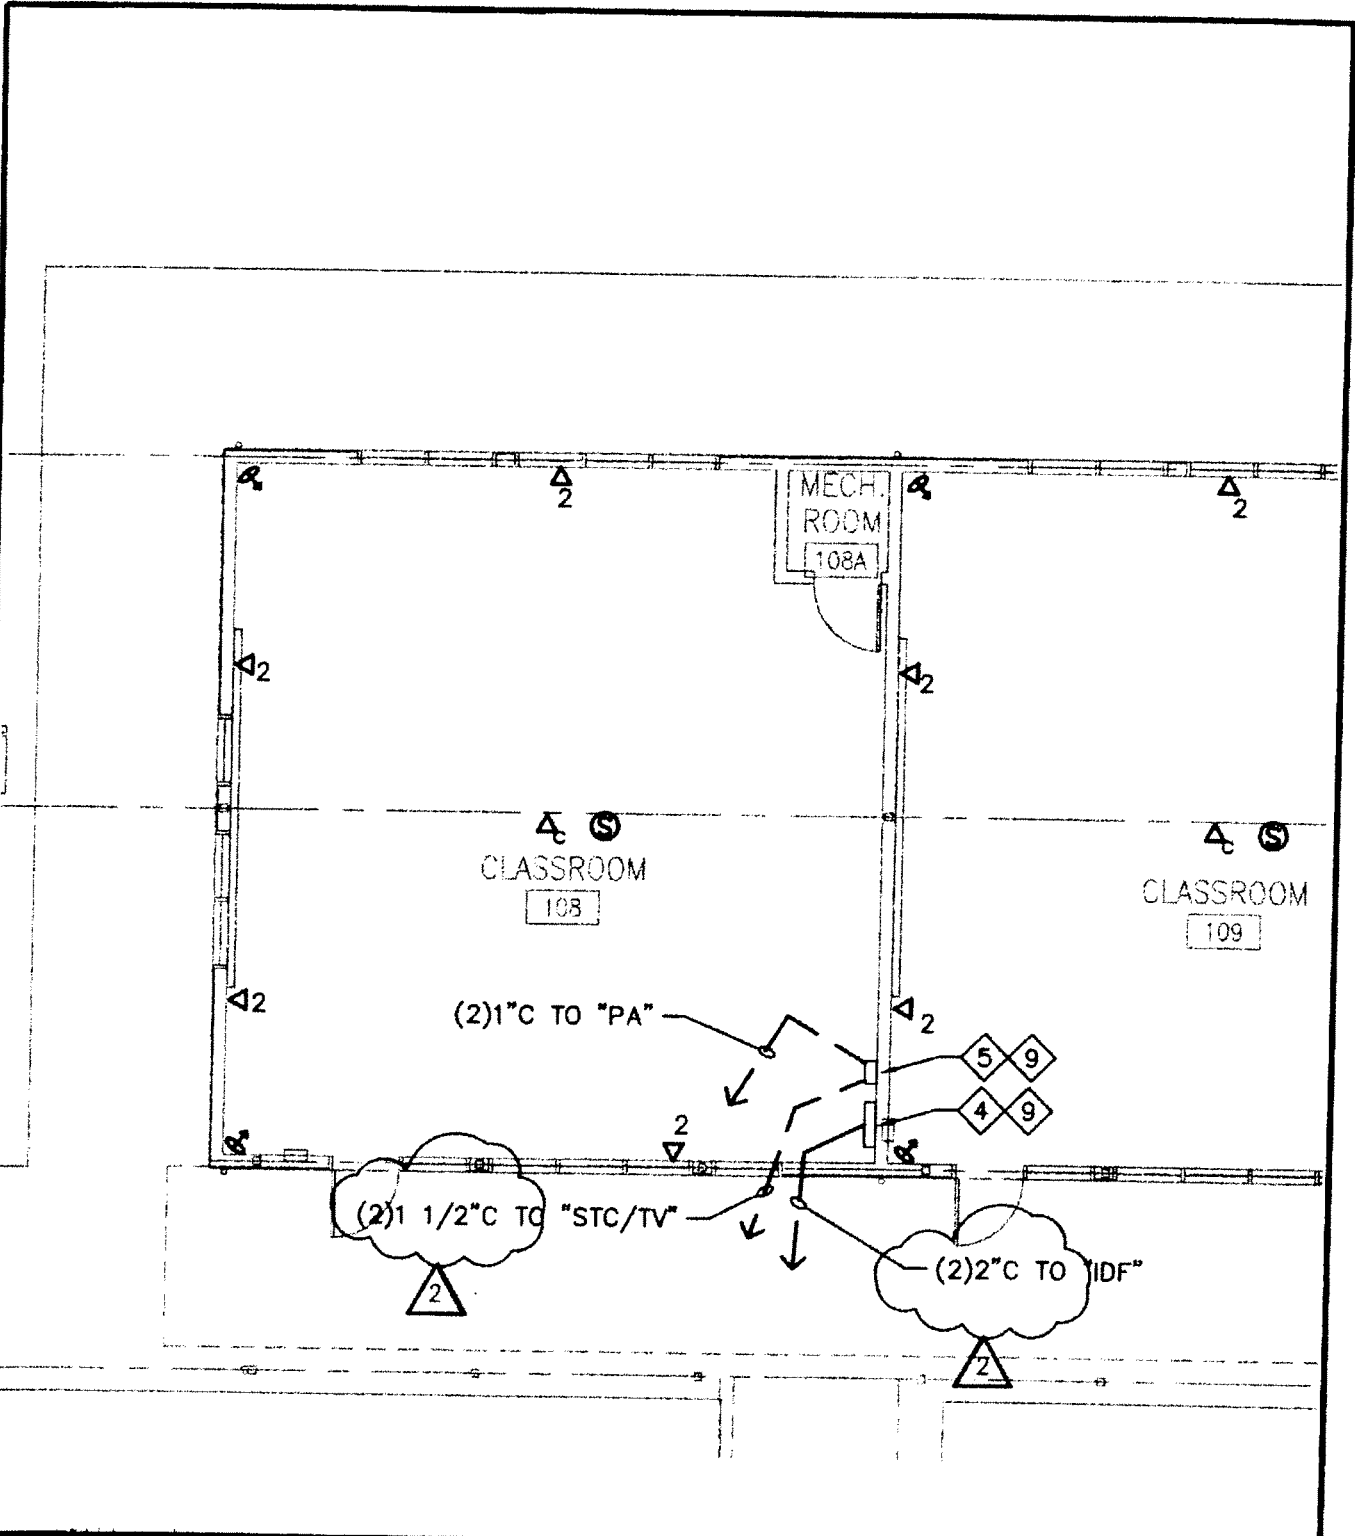 2
MECH.
ROOM
108A
2
2
2
C S
CLASSROOM
108
C S
CLASSROOM
109
2
2
(2)1"C TO "PA"
5 9
4 9
2
(2)1 1/2"C TO "STC/TV"
(2)2"C TO "IDF"
2
2